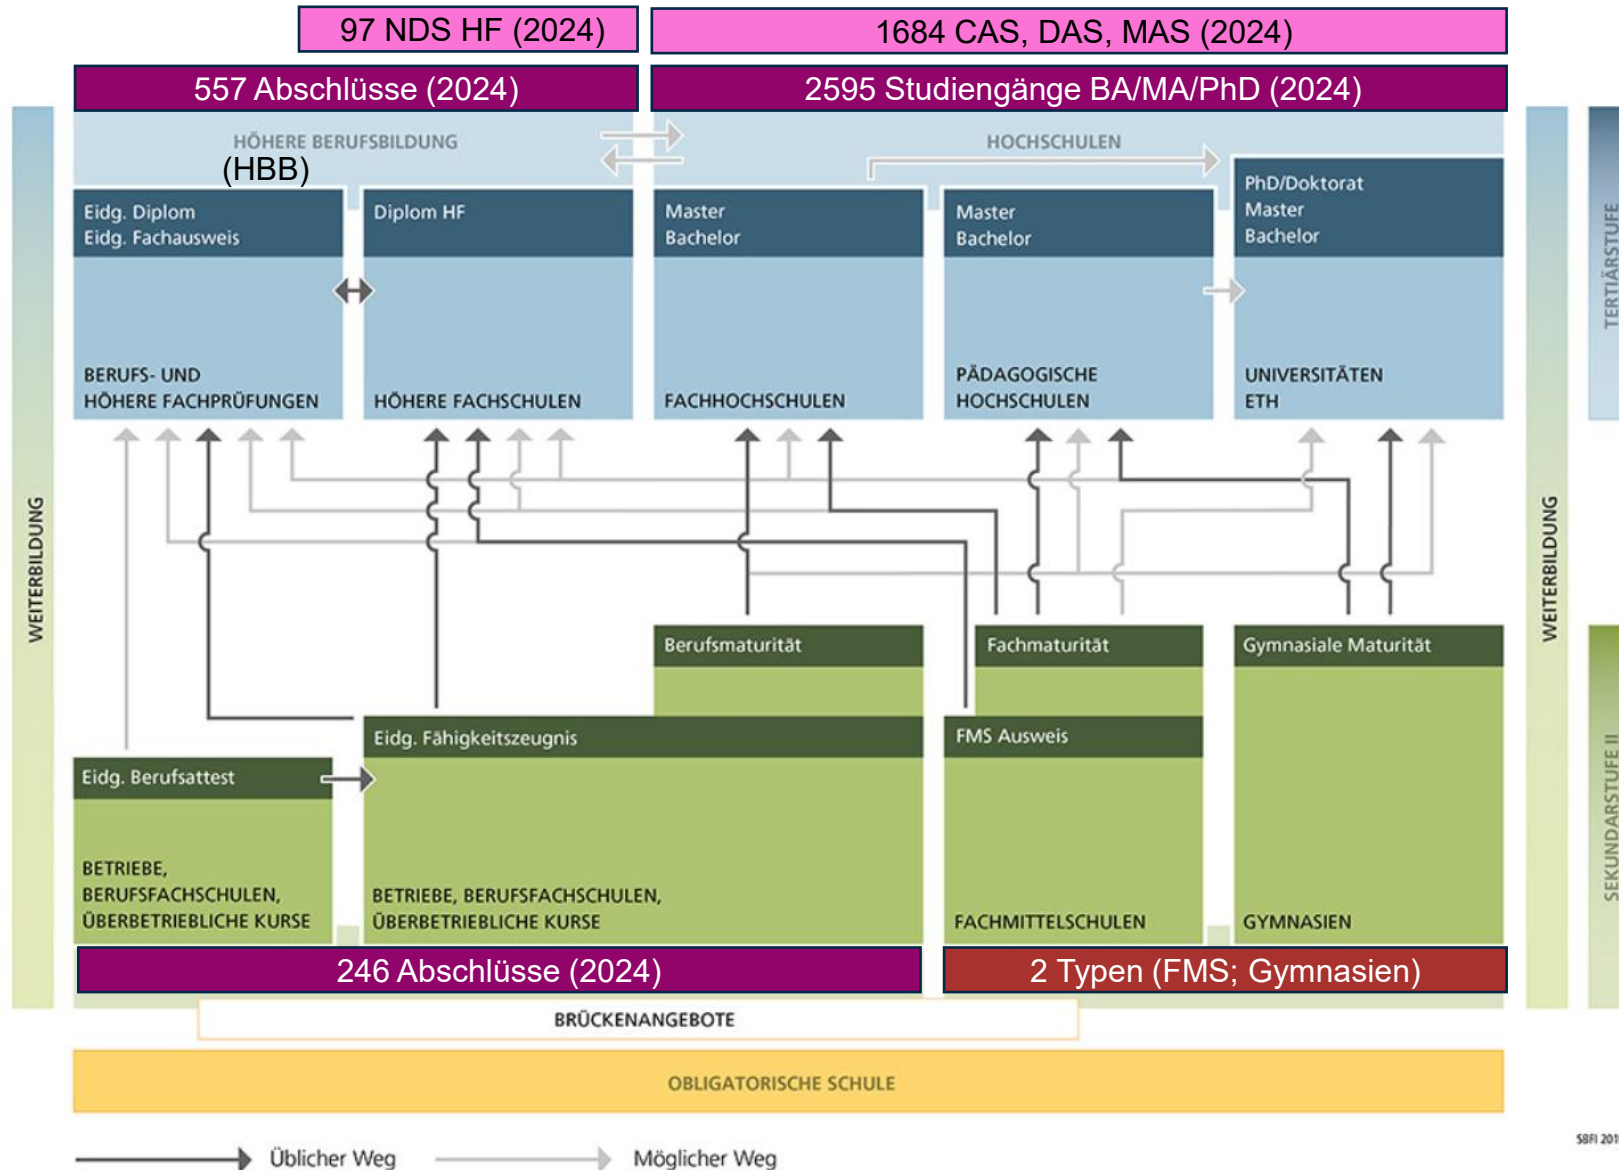 97 NDS HF (2024)
1684 CAS, DAS, MAS (2024)
557 Abschlüsse (2024)
2595 Studiengänge BA/MA/PhD (2024)
HÖHERE BERUFSBILDUNG
(HBB)
HOCHSCHULEN
Eidg. Diplom
Eidg. Fachausweis
BERUFS- UND
HÖHERE FACHPRÜFUNGEN
Diplom HF
HÖHERE FACHSCHULEN
Master
Bachelor
FACHHOCHSCHULEN
Master
Bachelor
PÄDAGOGISCHE
HOCHSCHULEN
PhD/Doktorat
Master
Bachelor
UNIVERSITÄTEN
ETH
WEITERBILDUNG
WEITERBILDUNG
TERTIÄRSTUFE
SEKUNDARSTUFE II
Berufsmaturität
Fachmaturität
Gymnasiale Maturität
Eidg. Fähigkeitszeugnis
FMS Ausweis
Eidg. Berufsattest
BETRIEBE,
BERUFSFACHSCHULEN,
ÜBERBETRIEBLICHE KURSE
BETRIEBE, BERUFSFACHSCHULEN,
ÜBERBETRIEBLICHE KURSE
FACHMITTELSCHULEN
GYMNASIEN
246 Abschlüsse (2024)
2 Typen (FMS; Gymnasien)
BRÜCKENANGEBOTE
OBLIGATORISCHE SCHULE
Üblicher Weg
Möglicher Weg
SBFI